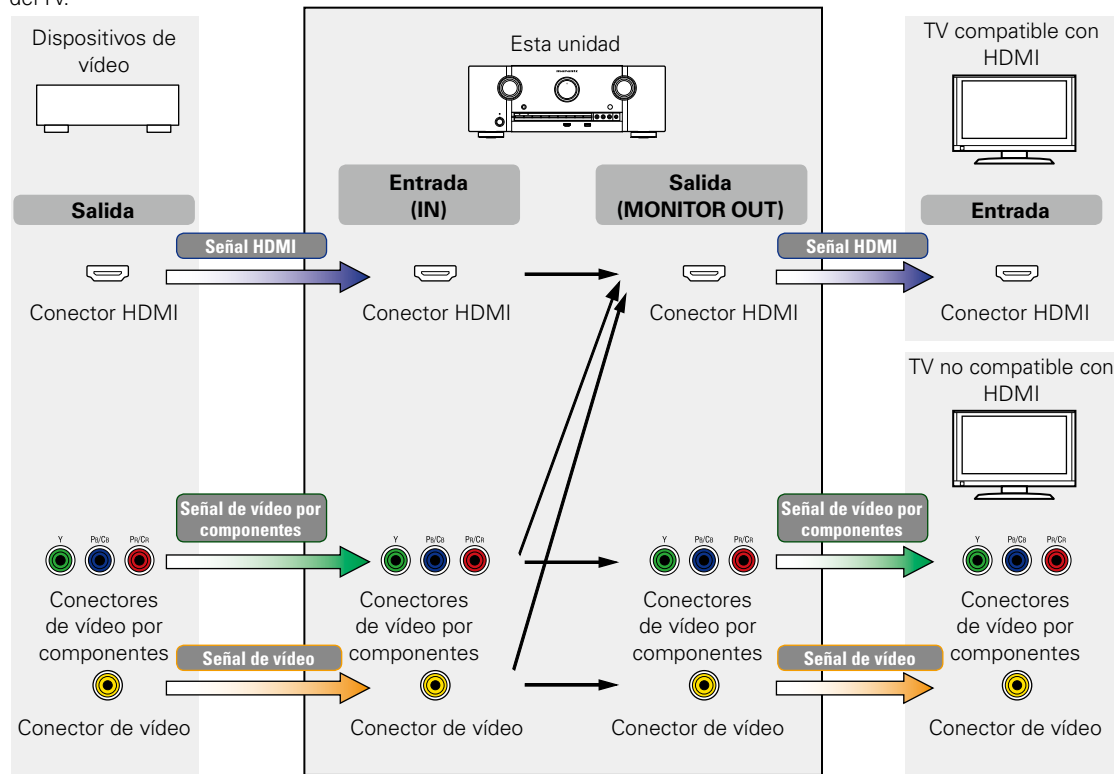 del TV.
Dispositivos de
vídeo
Esta unidad
TV compatible con
HDMI
marantz
Salida
Entrada
(IN)
Salida
(MONITOR OUT)
Entrada
Señal HDMI
Señal HDMI
Conector HDMI
Conector HDMI
Conector HDMI
Conector HDMI
TV no compatible con
HDMI
Señal de vídeo por
componentes
Señal de vídeo por
componentes
Y PB/CB PR/CR
Y PB/CB PR/CR
Y PB/CB PR/CR
Y PB/CB PR/CR
Conectores
de vídeo por
componentes
Conectores
de vídeo por
componentes
Conectores
de vídeo por
componentes
Conectores
de vídeo por
componentes
Señal de vídeo
Señal de vídeo
Conector de vídeo
Conector de vídeo
Conector de vídeo
Conector de vídeo